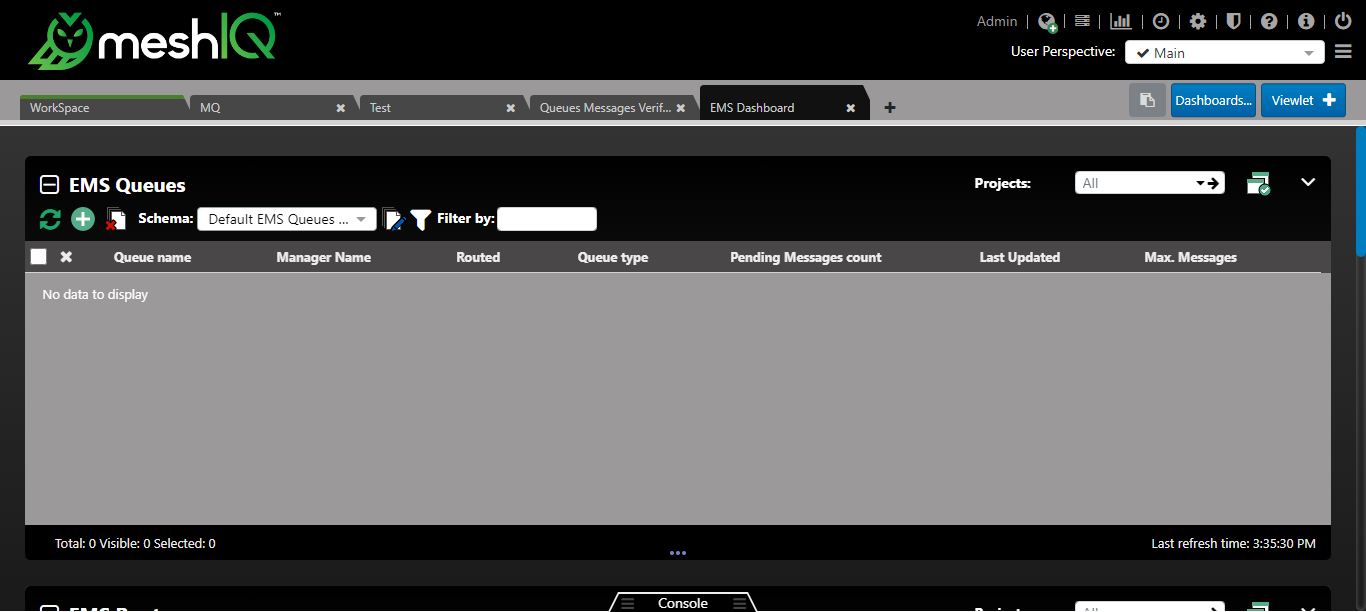 meshIQ™
Admin
User Perspective: Main
WorkSpace MQ Test Queues Messages Verif... EMS Dashboard
Dashboards... Viewlet
EMS Queues
Projects: All
Schema: Default EMS Queues ... Filter by:
Queue name Manager Name Routed Queue type Pending Messages count Last Updated Max. Messages
No data to display
Total: 0 Visible: 0 Selected: 0
Last refresh time: 3:35:30 PM
Console